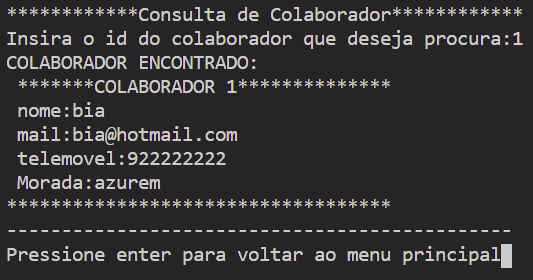 ************Consulta de Colaborador************
Insira o id do colaborador que deseja procura:1
COLABORADOR ENCONTRADO:
*******COLABORADOR 1**************
nome:bia
mail:bia@hotmail.com
telemovel:922222222
Morada:azurem
***********************************
----------------------------------------------
Pressione enter para voltar ao menu principal